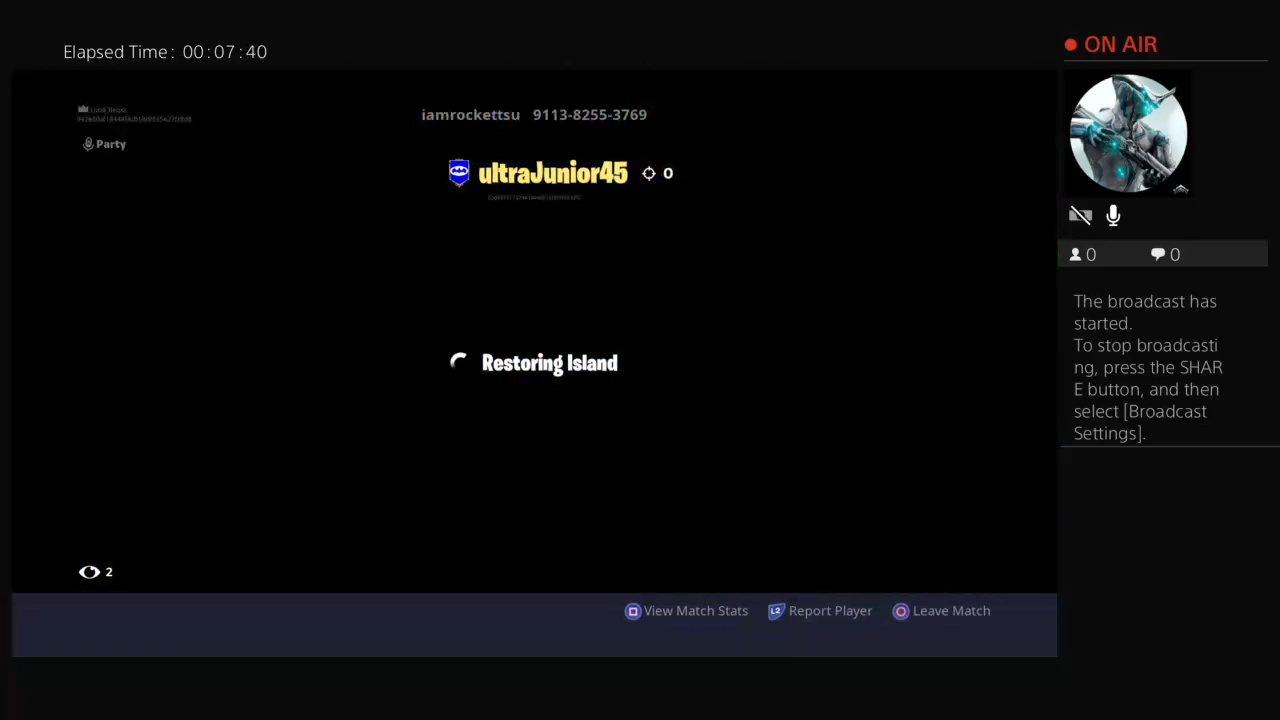 Elapsed Time: 00:07:40
ON AIR
iamrockettsu 9113-8255-3769
Party
ultraJunior45 0
0 0
The broadcast has
started.
To stop broadcasti
ng, press the SHAR
E button, and then
select [Broadcast
Settings].
Restoring Island
2
View Match Stats L2 Report Player Leave Match